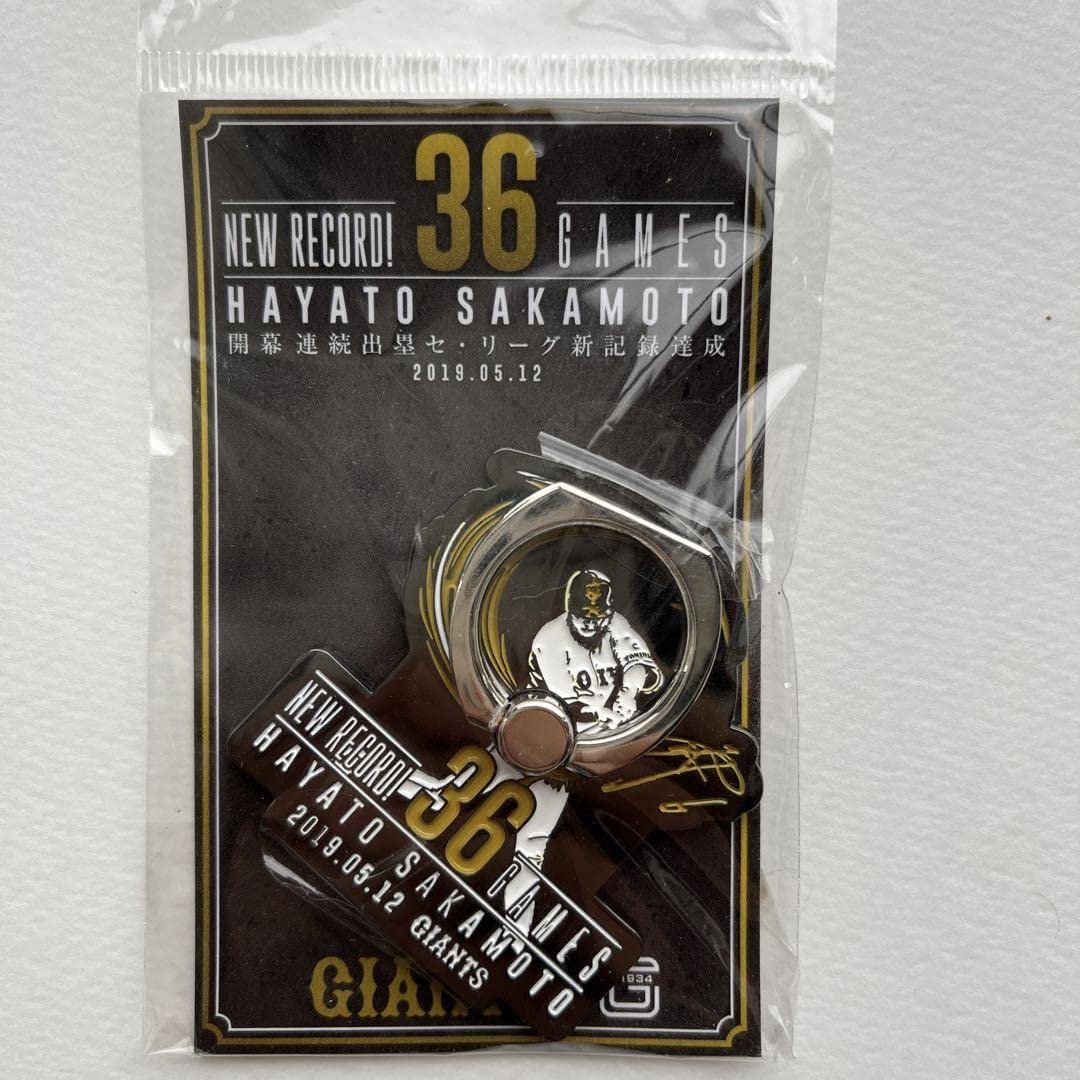 NEW RECORD! 36 GAMES
HAYATO SAKAMOTO
開幕連続出塁セ・リーグ新記録達成
2019.05.12
NEW RECORD! 36 GAMES
HAYATO SAKAMOTO
2019.05.12 GIANTS
GIA
G
1934